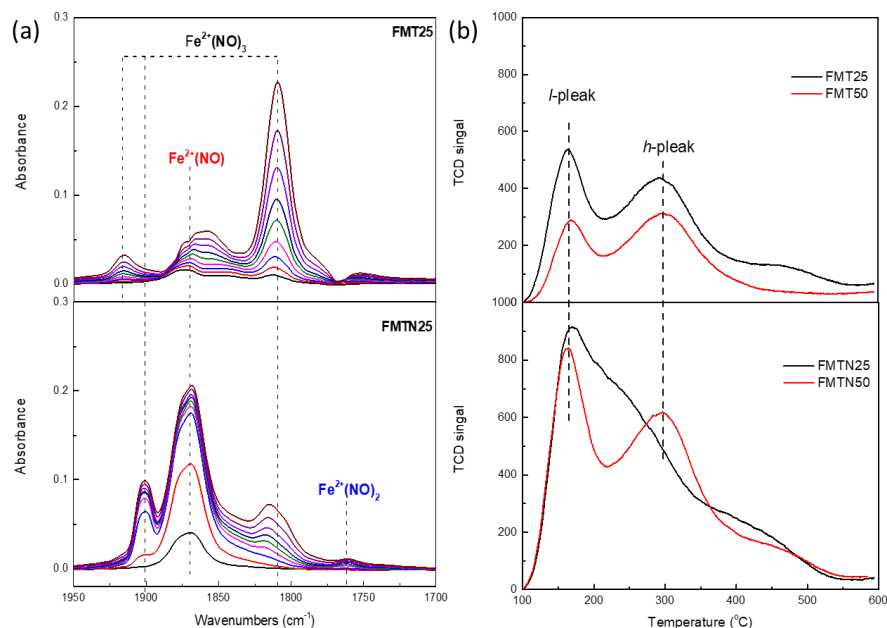 (a)
0.3
Fe²⁺(NO)₃
FMT25
0.2
Fe²⁺(NO)
0.1
0.0
Absorbance
0.3
FMTN25
0.2
Fe²⁺(NO)₂
0.1
0.0
Absorbance
1950 1900 1850 1800 1750 1700
Wavenumbers (cm⁻¹)
(b)
1000
FMT25
FMT50
l-pleak
h-pleak
800
600
400
200
TCD singal
1000
FMTN25
FMTN50
800
600
400
200
0
TCD singal
100 200 300 400 500 600
Temperature (⁰C)